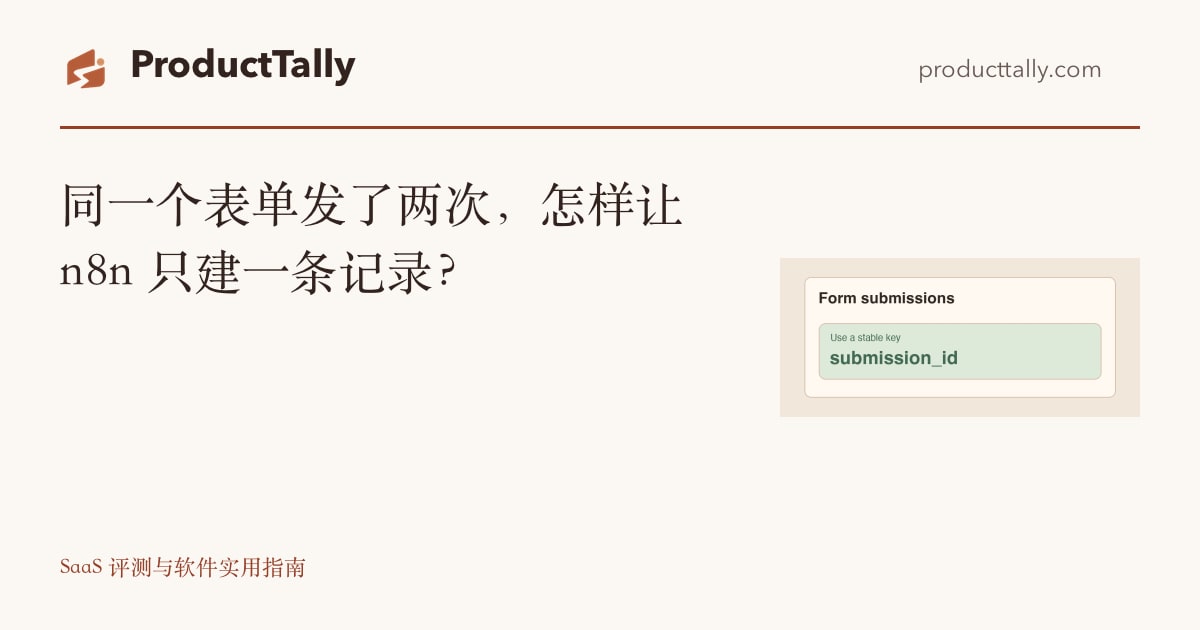 ProductTally
producttally.com
同一个表单发了两次，怎样让
n8n 只建一条记录？
Form submissions
Use a stable key
submission_id
SaaS 评测与软件实用指南